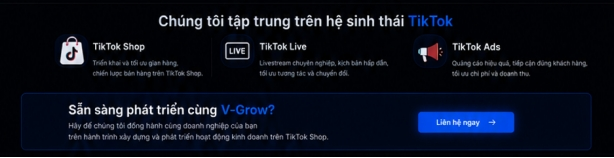 Chúng tôi tập trung trên hệ sinh thái TikTok
TikTok Shop
Triển khai và tối ưu gian hàng,
chiến lược bán hàng trên TikTok Shop.
LIVE
TikTok Live
Livestream chuyên nghiệp, kịch bản hấp dẫn,
tối ưu tương tác và chuyển đổi.
TikTok Ads
Quảng cáo hiệu quả, tiếp cận đúng khách hàng,
tối ưu chi phí và doanh thu.
Sẵn sàng phát triển cùng V-Grow?
Hãy để chúng tôi đồng hành cùng doanh nghiệp của bạn
trên hành trình xây dựng và phát triển hoạt động kinh doanh trên TikTok Shop.
Liên hệ ngay →